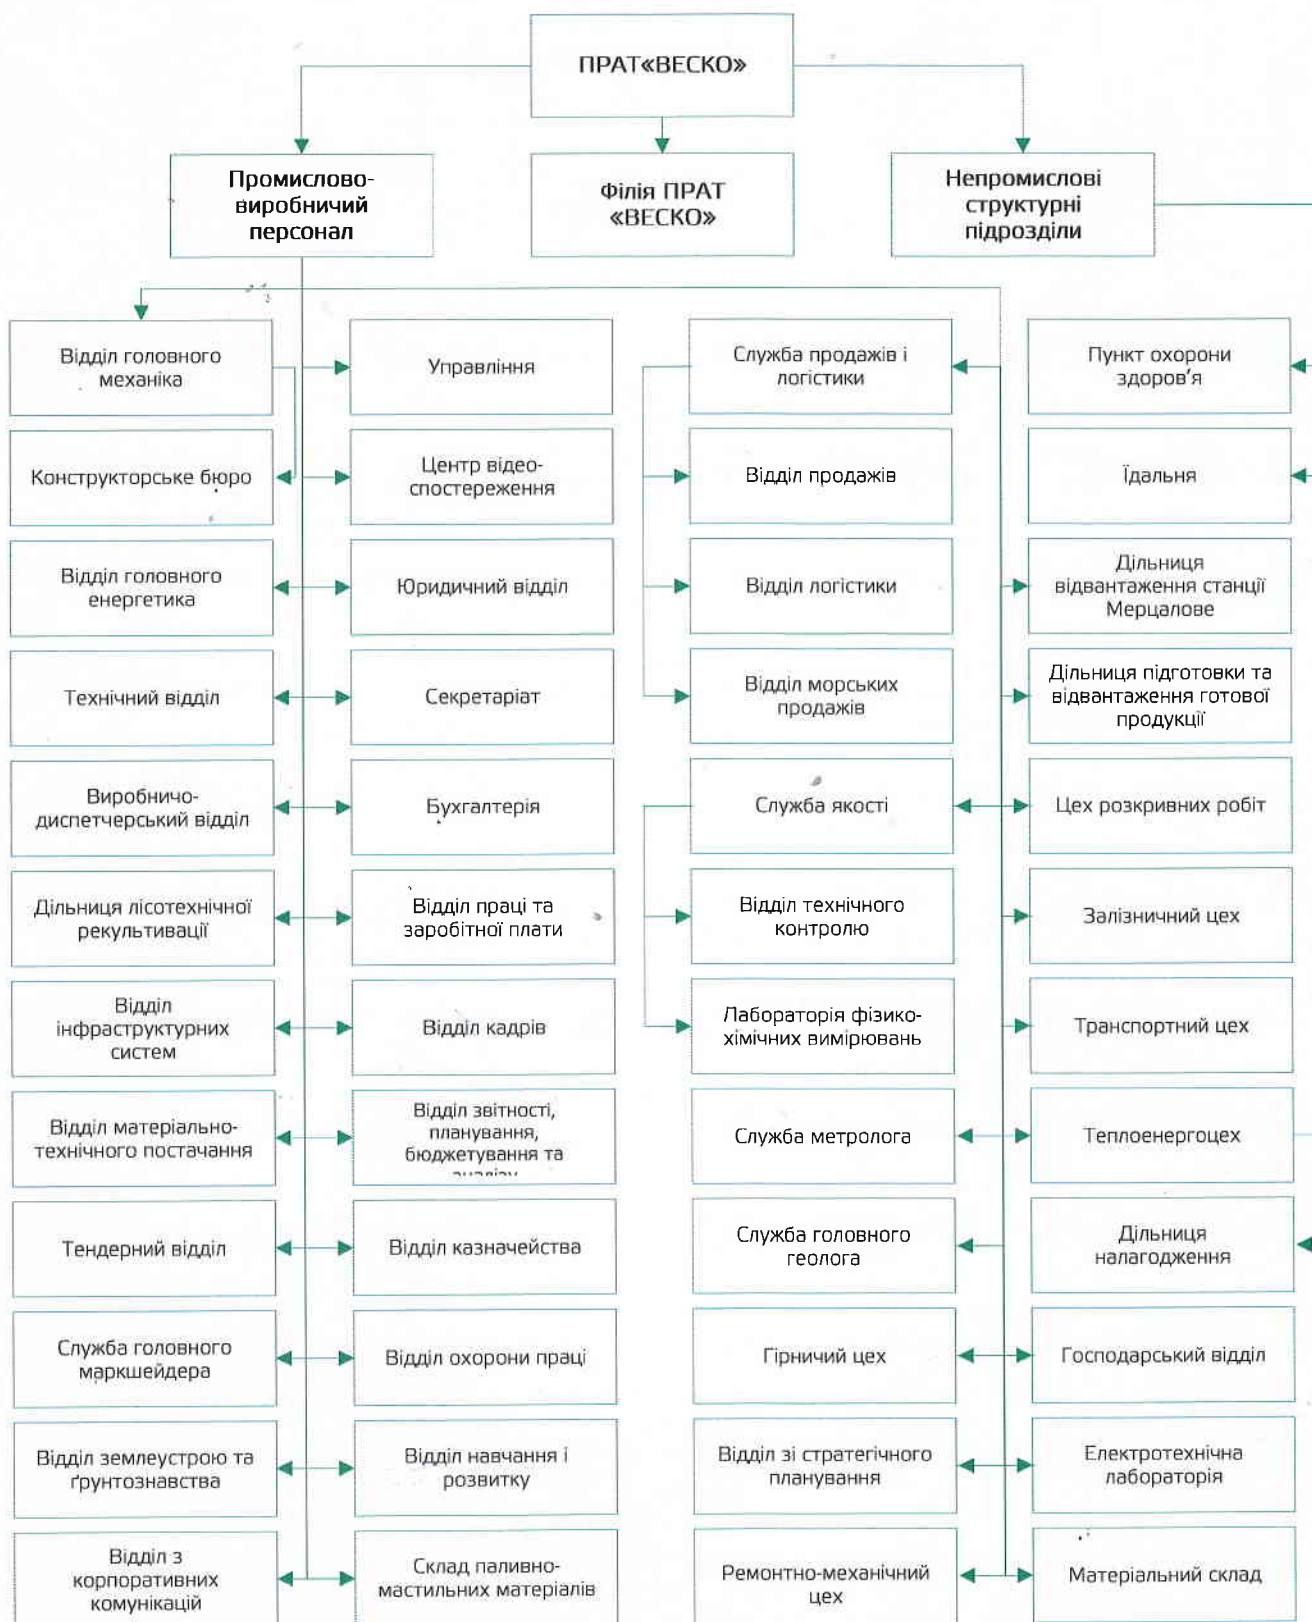 ПРАТ«ВЕСКО»
Промислово-
виробничий
персонал
Філія ПРАТ
«ВЕСКО»
Непромислові
структурні
підрозділи
Відділ головного
механіка
Управління
Служба продажів і
логістики
Пункт охорони
здоров'я
Конструкторське бюро
Центр відео-
спостереження
Відділ продажів
Їдальня
Відділ головного
енергетика
Юридичний відділ
Відділ логістики
Дільниця
відвантаження станції
Мерцалове
Технічний відділ
Секретаріат
Відділ морських
продажів
Дільниця підготовки та
відвантаження готової
продукції
Виробничо-
диспетчерський відділ
Бухгалтерія
Служба якості
Цех розкривних робіт
Дільниця лісотехнічної
рекультивації
Відділ праці та
заробітної плати
Відділ технічного
контролю
Залізничний цех
Відділ
інфраструктурних
систем
Відділ кадрів
Лабораторія фізико-
хімічних вимірювань
Транспортний цех
Відділ матеріально-
технічного постачання
Відділ звітності,
планування,
бюджетування та
аналізу
Служба метролога
Теплоенергоцех
Тендерний відділ
Відділ казначейства
Служба головного
геолога
Дільниця
налагодження
Служба головного
маркшейдера
Відділ охорони праці
Гірничий цех
Господарський відділ
Відділ землеустрою та
ґрунтознавства
Відділ навчання і
розвитку
Відділ зі стратегічного
планування
Електротехнічна
лабораторія
Відділ з
корпоративних
комунікацій
Склад паливно-
мастильних матеріалів
Ремонтно-механічний
цех
Матеріальний склад